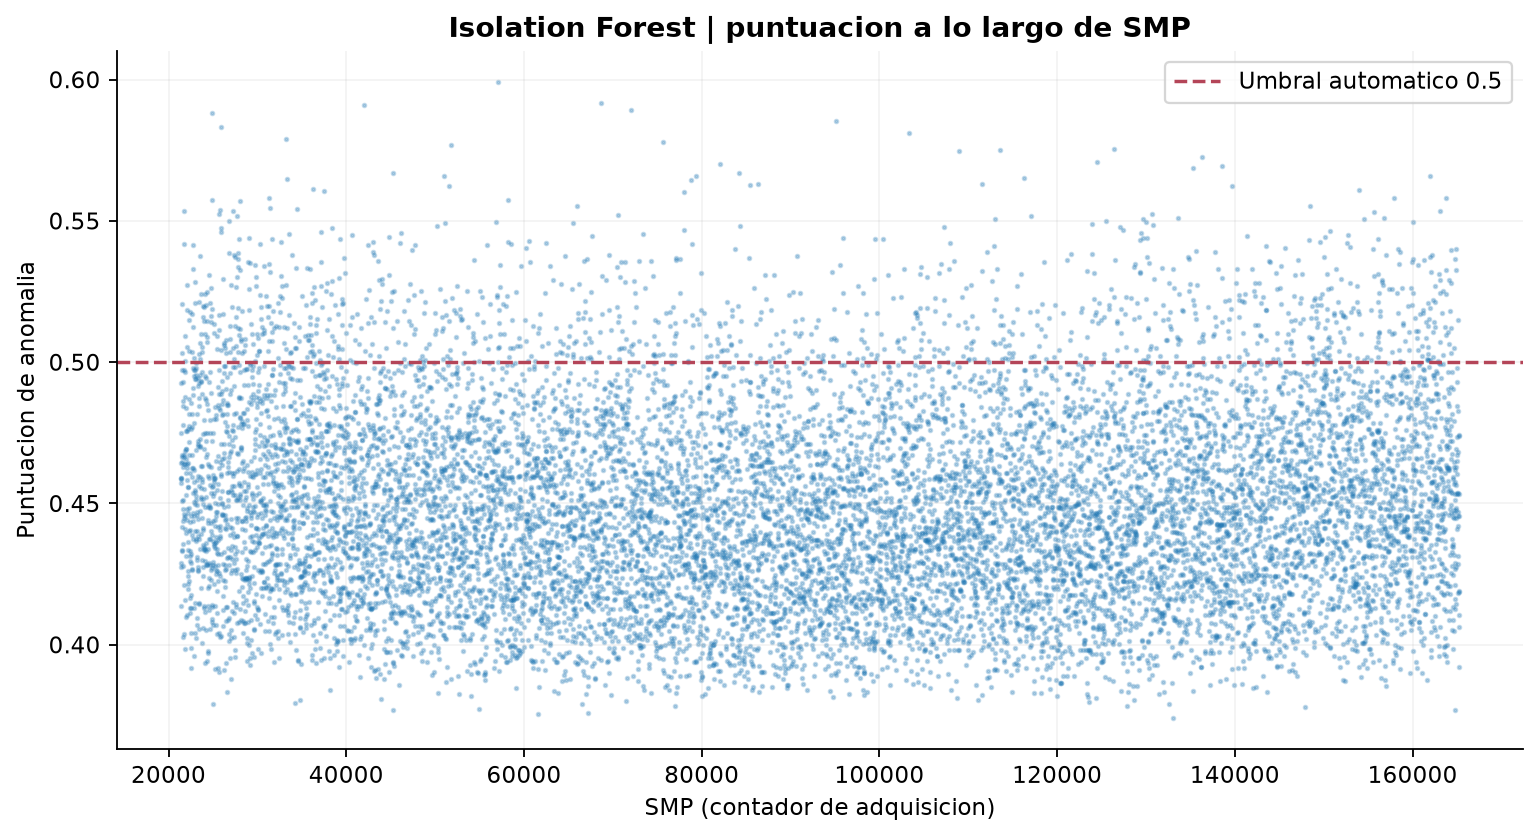 Isolation Forest | puntuacion a lo largo de SMP
Umbral automatico 0.5
Puntuacion de anomalia
0.60
0.55
0.50
0.45
0.40
20000 40000 60000 80000 100000 120000 140000 160000
SMP (contador de adquisicion)